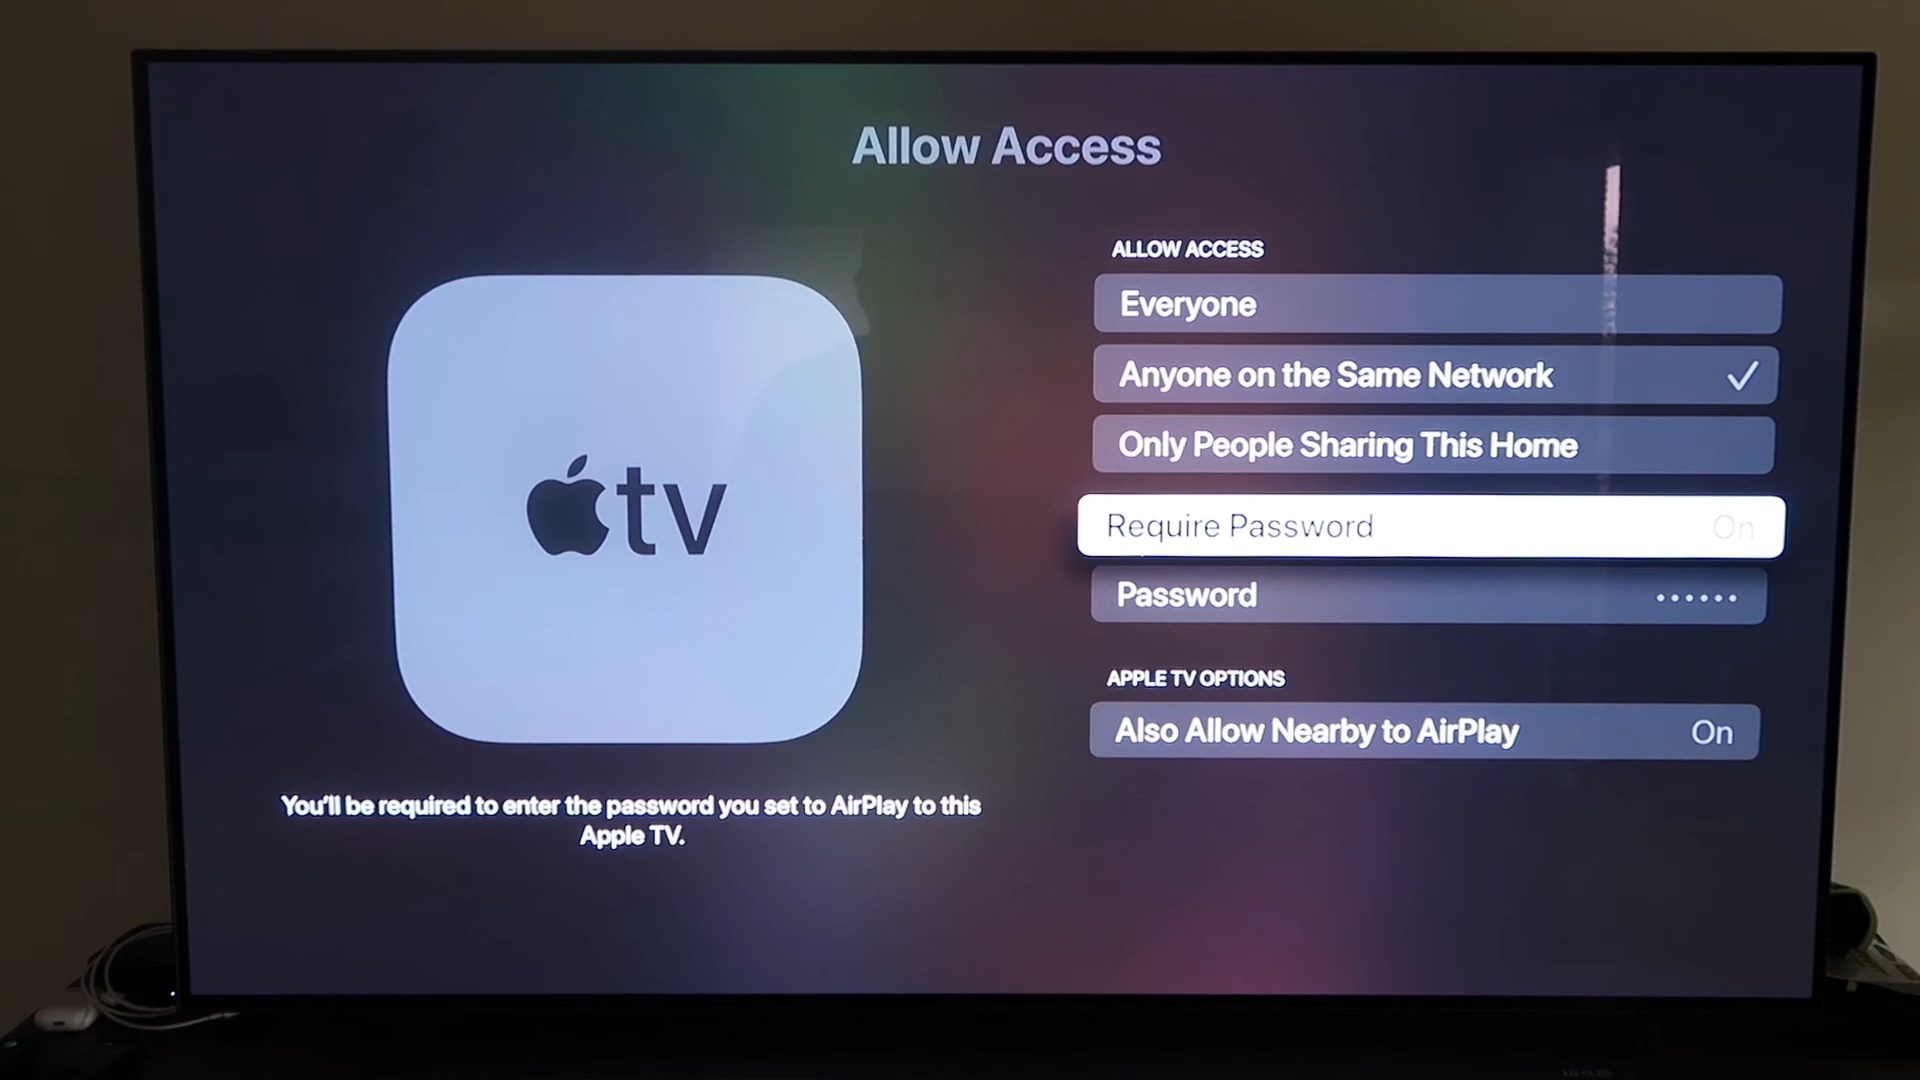 Allow Access
ALLOW ACCESS
Everyone
Anyone on the Same Network
Only People Sharing This Home
Require Password On
Password ••••••
APPLE TV OPTIONS
Also Allow Nearby to AirPlay On
tv
You'll be required to enter the password you set to AirPlay to this
Apple TV.